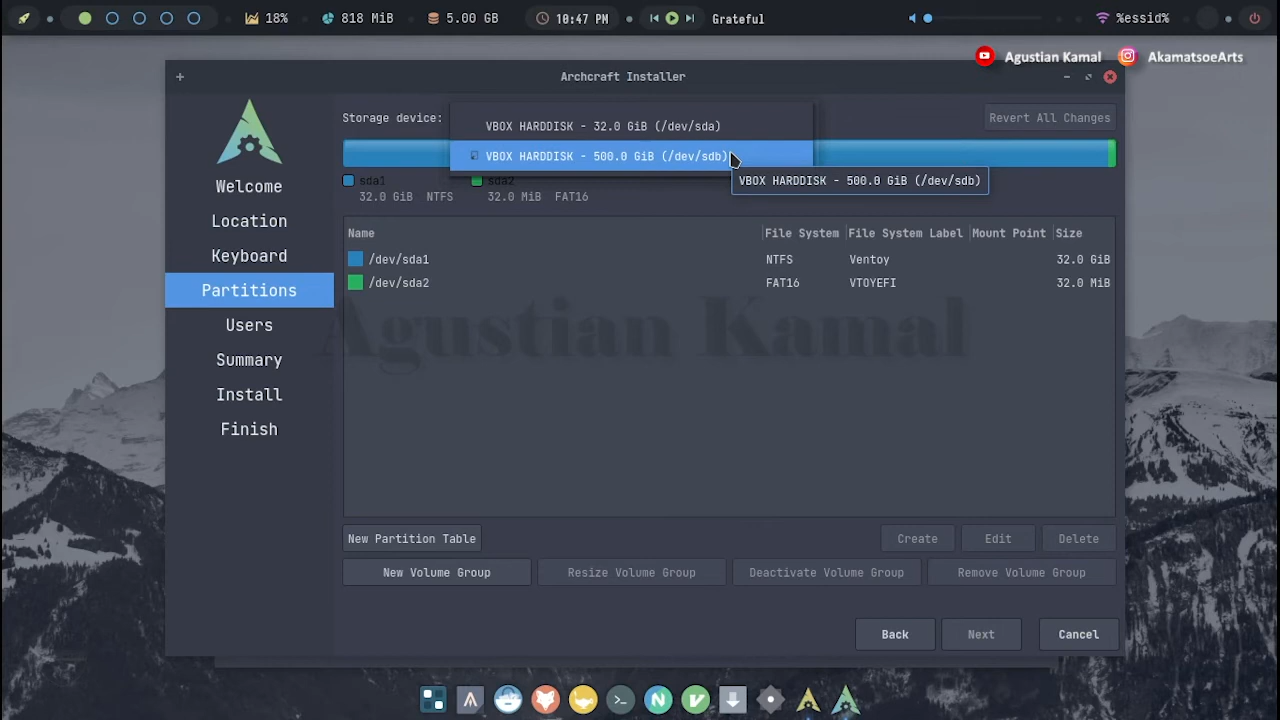 18% 818 MiB 5.00 GB 10:47 PM Grateful %essid%
Agustian Kamal AkamatsoeArts
Archcraft Installer
Storage device:
VBOX HARDDISK - 32.0 GiB (/dev/sda)
VBOX HARDDISK - 500.0 GiB (/dev/sdb)
VBOX HARDDISK - 500.0 GiB (/dev/sdb)
Revert All Changes
sda1 sda2
32.0 GiB NTFS 32.0 MiB FAT16
Welcome
Location
Keyboard
Partitions
Users
Summary
Install
Finish
Name File System File System Label Mount Point Size
/dev/sda1 NTFS Ventoy 32.0 GiB
/dev/sda2 FAT16 VTOYEFI 32.0 MiB
Agustian Kamal
New Partition Table Create Edit Delete
New Volume Group Resize Volume Group Deactivate Volume Group Remove Volume Group
Back Next Cancel